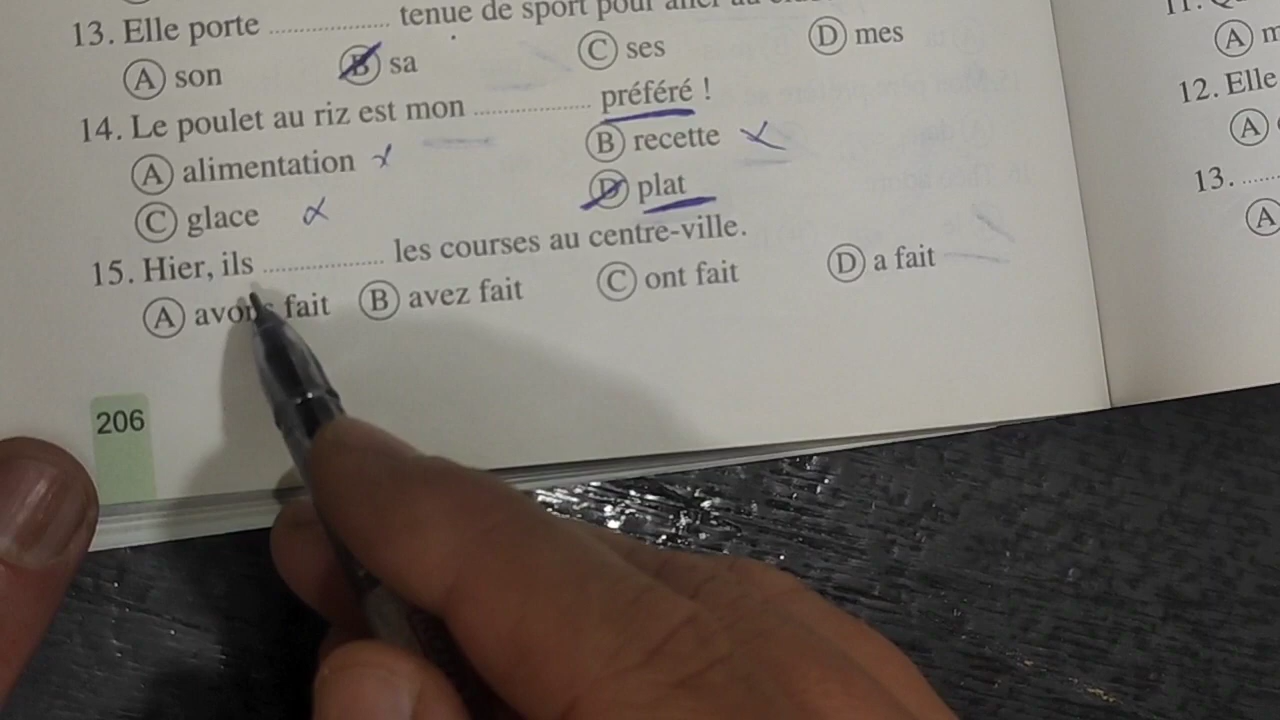 13. Elle porte .................... tenue de sport pour aller au
A son B sa C ses D mes
14. Le poulet au riz est mon .................... préféré !
A alimentation B recette
C glace D plat
15. Hier, ils .................... les courses au centre-ville.
A avons fait B avez fait C ont fait D a fait
206
11.
A
12. Elle
A
13. ......
A